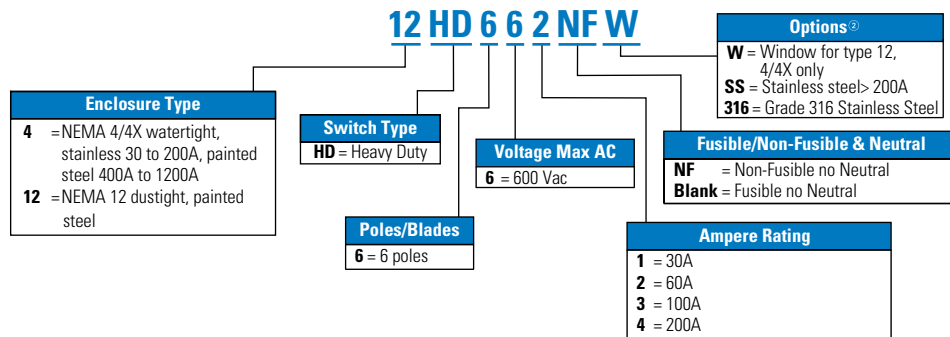 12 HD 6 6 2 NF W
Options②
W = Window for type 12,
4/4X only
SS = Stainless steel> 200A
316 = Grade 316 Stainless Steel
Enclosure Type
4 =NEMA 4/4X watertight,
stainless 30 to 200A, painted
steel 400A to 1200A
12 =NEMA 12 dustight, painted
steel
Switch Type
HD = Heavy Duty
Voltage Max AC
6 = 600 Vac
Fusible/Non-Fusible & Neutral
NF = Non-Fusible no Neutral
Blank = Fusible no Neutral
Poles/Blades
6 = 6 poles
Ampere Rating
1 = 30A
2 = 60A
3 = 100A
4 = 200A